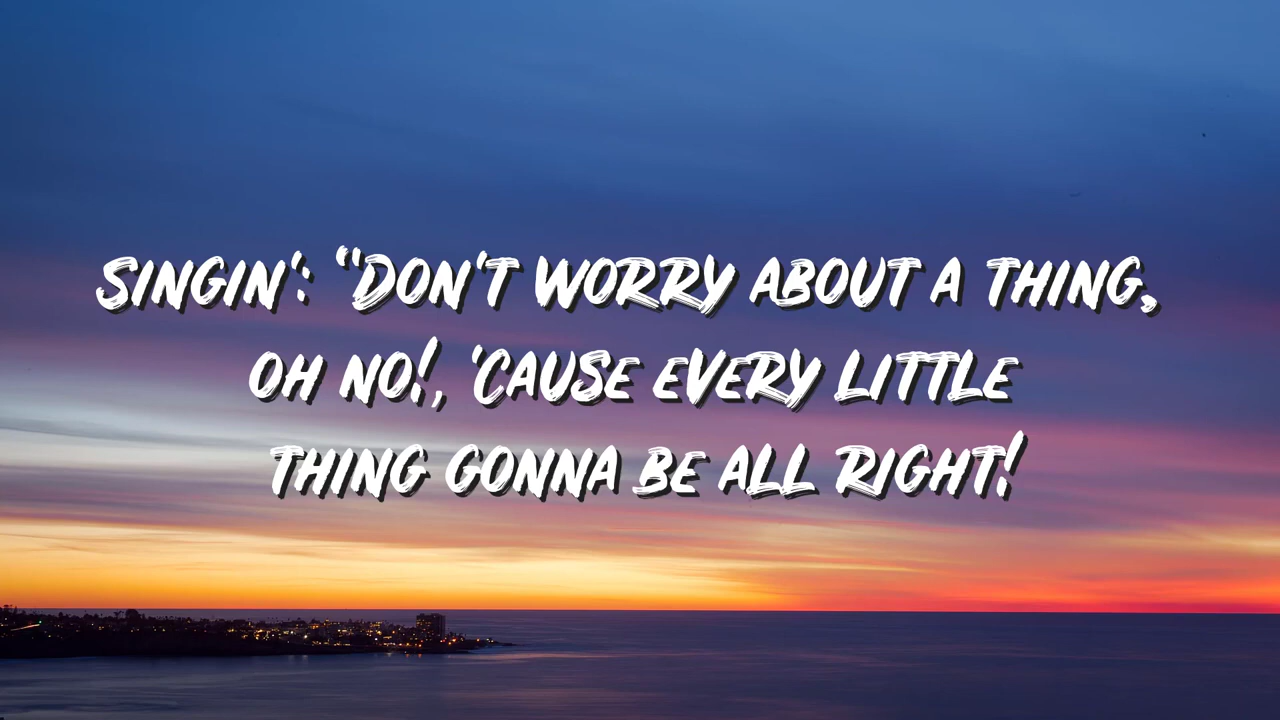 Singin': “Don't worry about a thing,
oh no!, 'cause every little
thing gonna be all right!